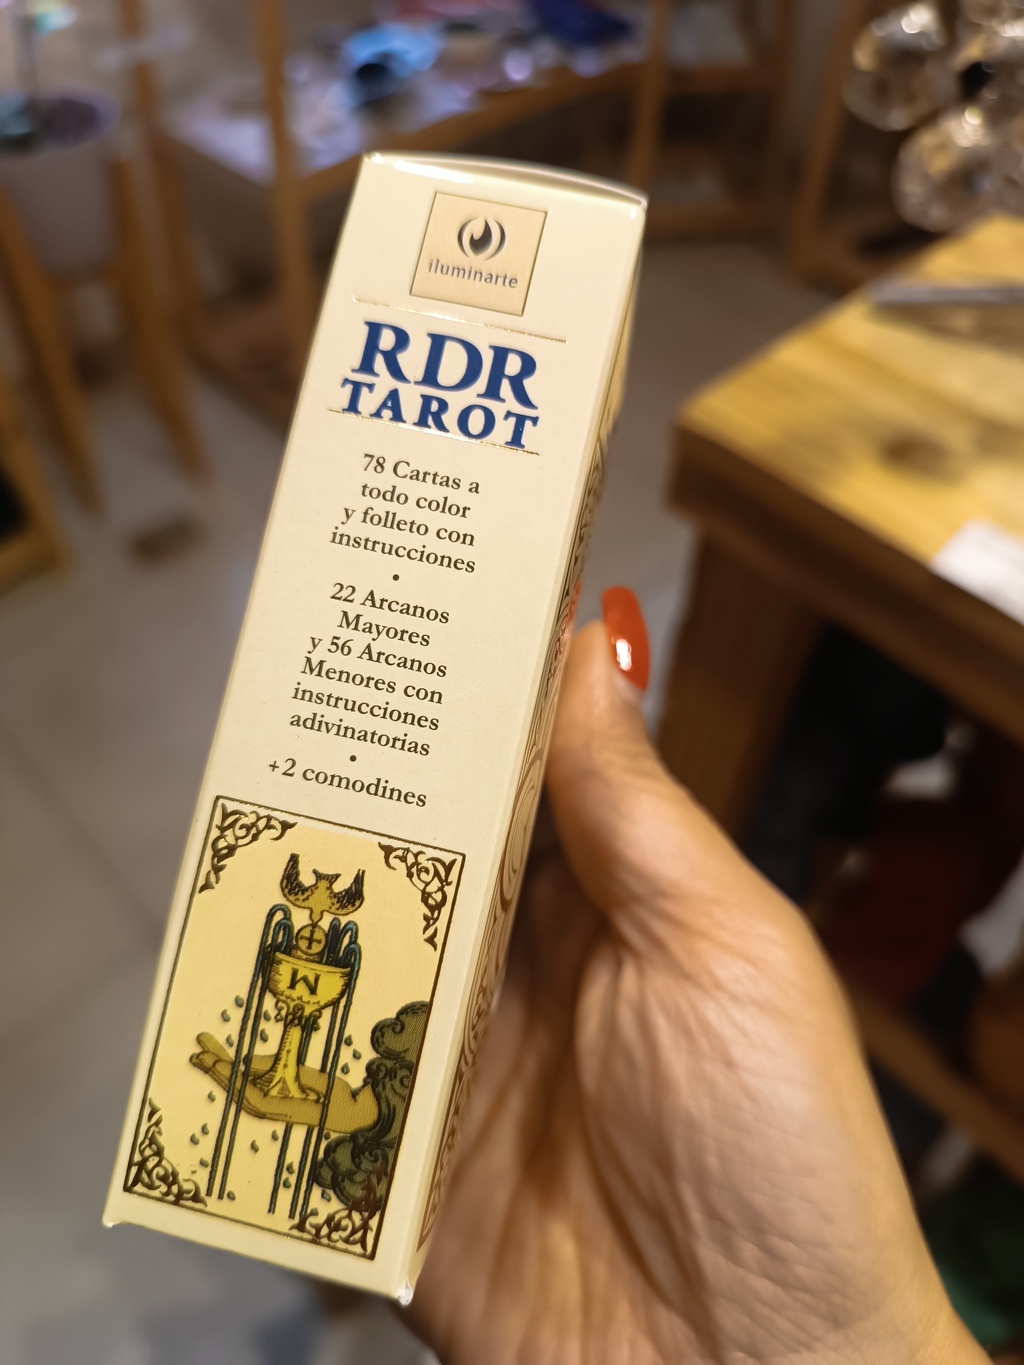 iluminarte
RDR
TAROT
78 Cartas a
todo color
y folleto con
instrucciones
•
22 Arcanos
Mayores
y 56 Arcanos
Menores con
instrucciones
adivinatorias
•
+2 comodines
M